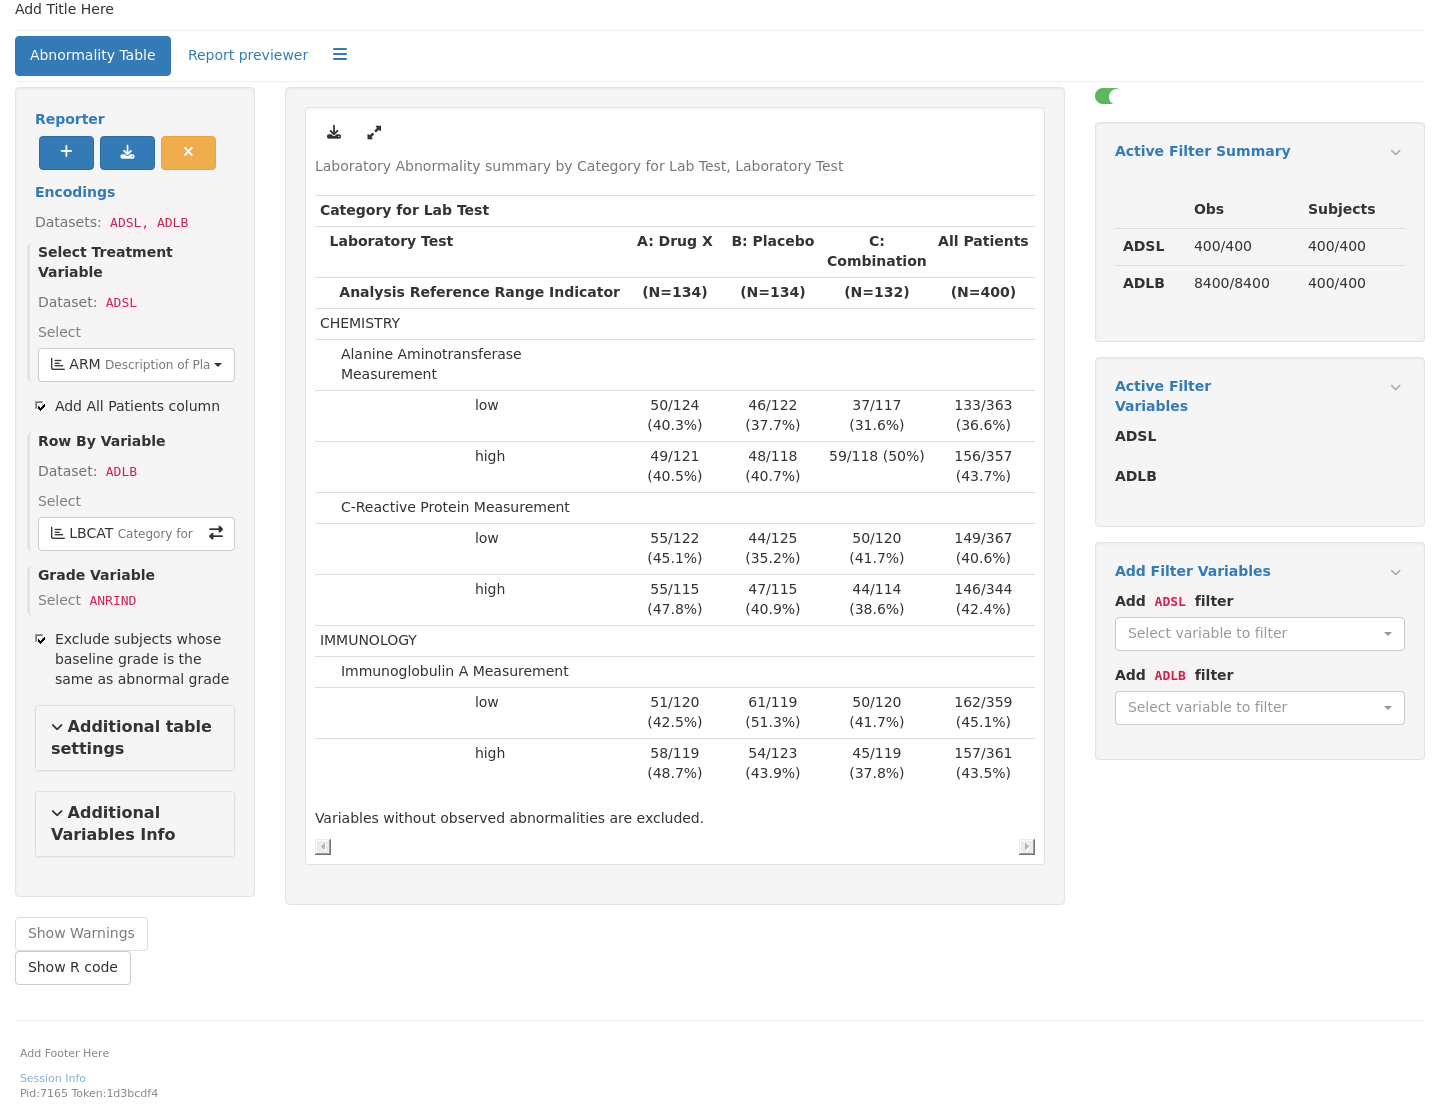 Add Title Here
Abnormality Table
Report previewer
Reporter
Encodings
Datasets: ADSL, ADLB
Select Treatment
Variable
Dataset: ADSL
Select
ARM Description of Pla
Add All Patients column
Row By Variable
Dataset: ADLB
Select
LBCAT Category for
Grade Variable
Select ANRIND
Exclude subjects whose
baseline grade is the
same as abnormal grade
Additional table
settings
Additional
Variables Info
Show Warnings
Show R code
Laboratory Abnormality summary by Category for Lab Test, Laboratory Test
Category for Lab Test
Laboratory Test A: Drug X B: Placebo C: All Patients
Combination
Analysis Reference Range Indicator (N=134) (N=134) (N=132) (N=400)
CHEMISTRY
Alanine Aminotransferase
Measurement
low 50/124 46/122 37/117 133/363
(40.3%) (37.7%) (31.6%) (36.6%)
high 49/121 48/118 59/118 (50%) 156/357
(40.5%) (40.7%) (43.7%)
C-Reactive Protein Measurement
low 55/122 44/125 50/120 149/367
(45.1%) (35.2%) (41.7%) (40.6%)
high 55/115 47/115 44/114 146/344
(47.8%) (40.9%) (38.6%) (42.4%)
IMMUNOLOGY
Immunoglobulin A Measurement
low 51/120 61/119 50/120 162/359
(42.5%) (51.3%) (41.7%) (45.1%)
high 58/119 54/123 45/119 157/361
(48.7%) (43.9%) (37.8%) (43.5%)
Variables without observed abnormalities are excluded.
Active Filter Summary
Obs Subjects
ADSL 400/400 400/400
ADLB 8400/8400 400/400
Active Filter
Variables
ADSL
ADLB
Add Filter Variables
Add ADSL filter
Select variable to filter
Add ADLB filter
Select variable to filter
Add Footer Here
Session Info
Pid:7165 Token:1d3bcdf4